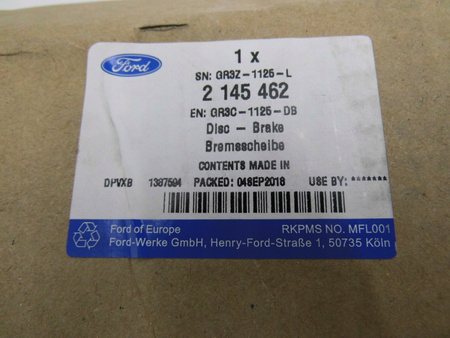 Ford
1 x
SN: GR3Z-1125-L
2 145 462
EN: GR3C-1125-DB
Disc - Brake
Bremsscheibe
CONTENTS MADE IN
DPVXB 1387594 PACKED: 04SEP2018 USE BY: *******
Ford of Europe RKPMS NO. MFL001
Ford-Werke GmbH, Henry-Ford-Straße 1, 50735 Köln